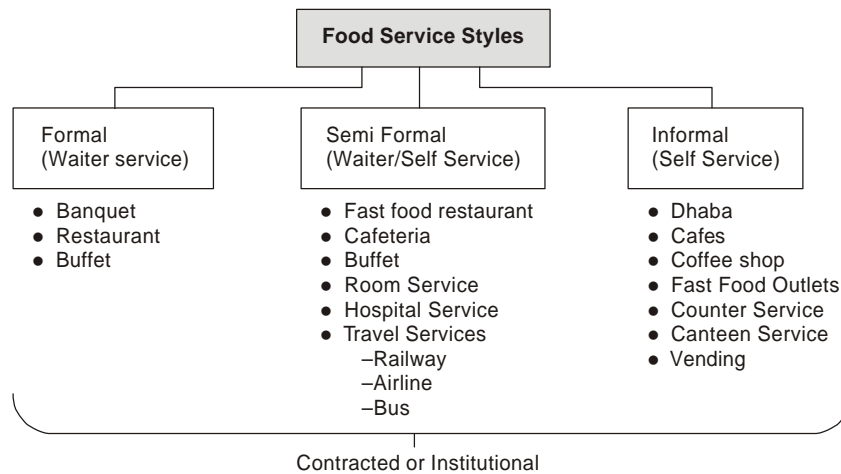 Food Service Styles
Formal
(Waiter service)
● Banquet
● Restaurant
● Buffet
Semi Formal
(Waiter/Self Service)
● Fast food restaurant
● Cafeteria
● Buffet
● Room Service
● Hospital Service
● Travel Services
–Railway
–Airline
–Bus
Informal
(Self Service)
● Dhaba
● Cafes
● Coffee shop
● Fast Food Outlets
● Counter Service
● Canteen Service
● Vending
Contracted or Institutional